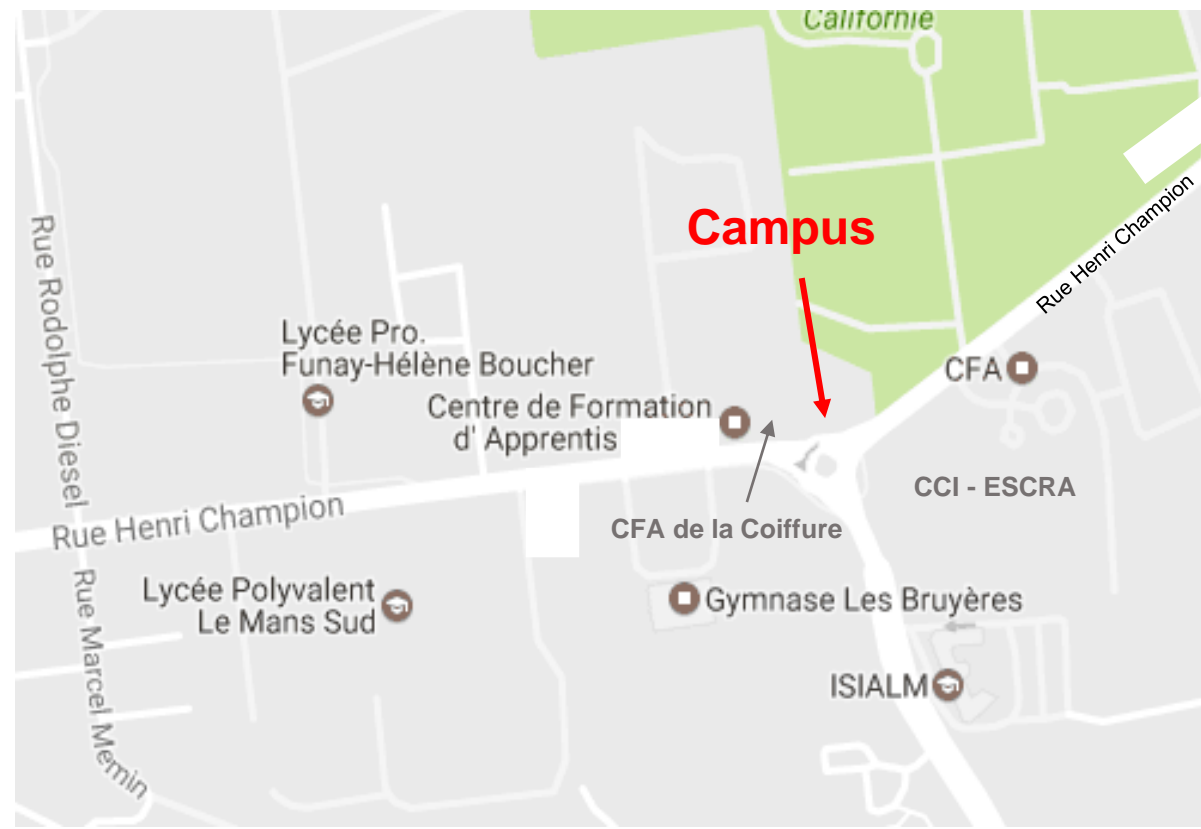 Californie
Campus
Rue Henri Champion
Rue Rodolphe Diesel
Lycée Pro.
Funay-Hélène Boucher
CFA
Centre de Formation
d' Apprentis
CCI - ESCRA
Rue Henri Champion
CFA de la Coiffure
Rue Marcel Memin
Lycée Polyvalent
Le Mans Sud
Gymnase Les Bruyères
ISIALM